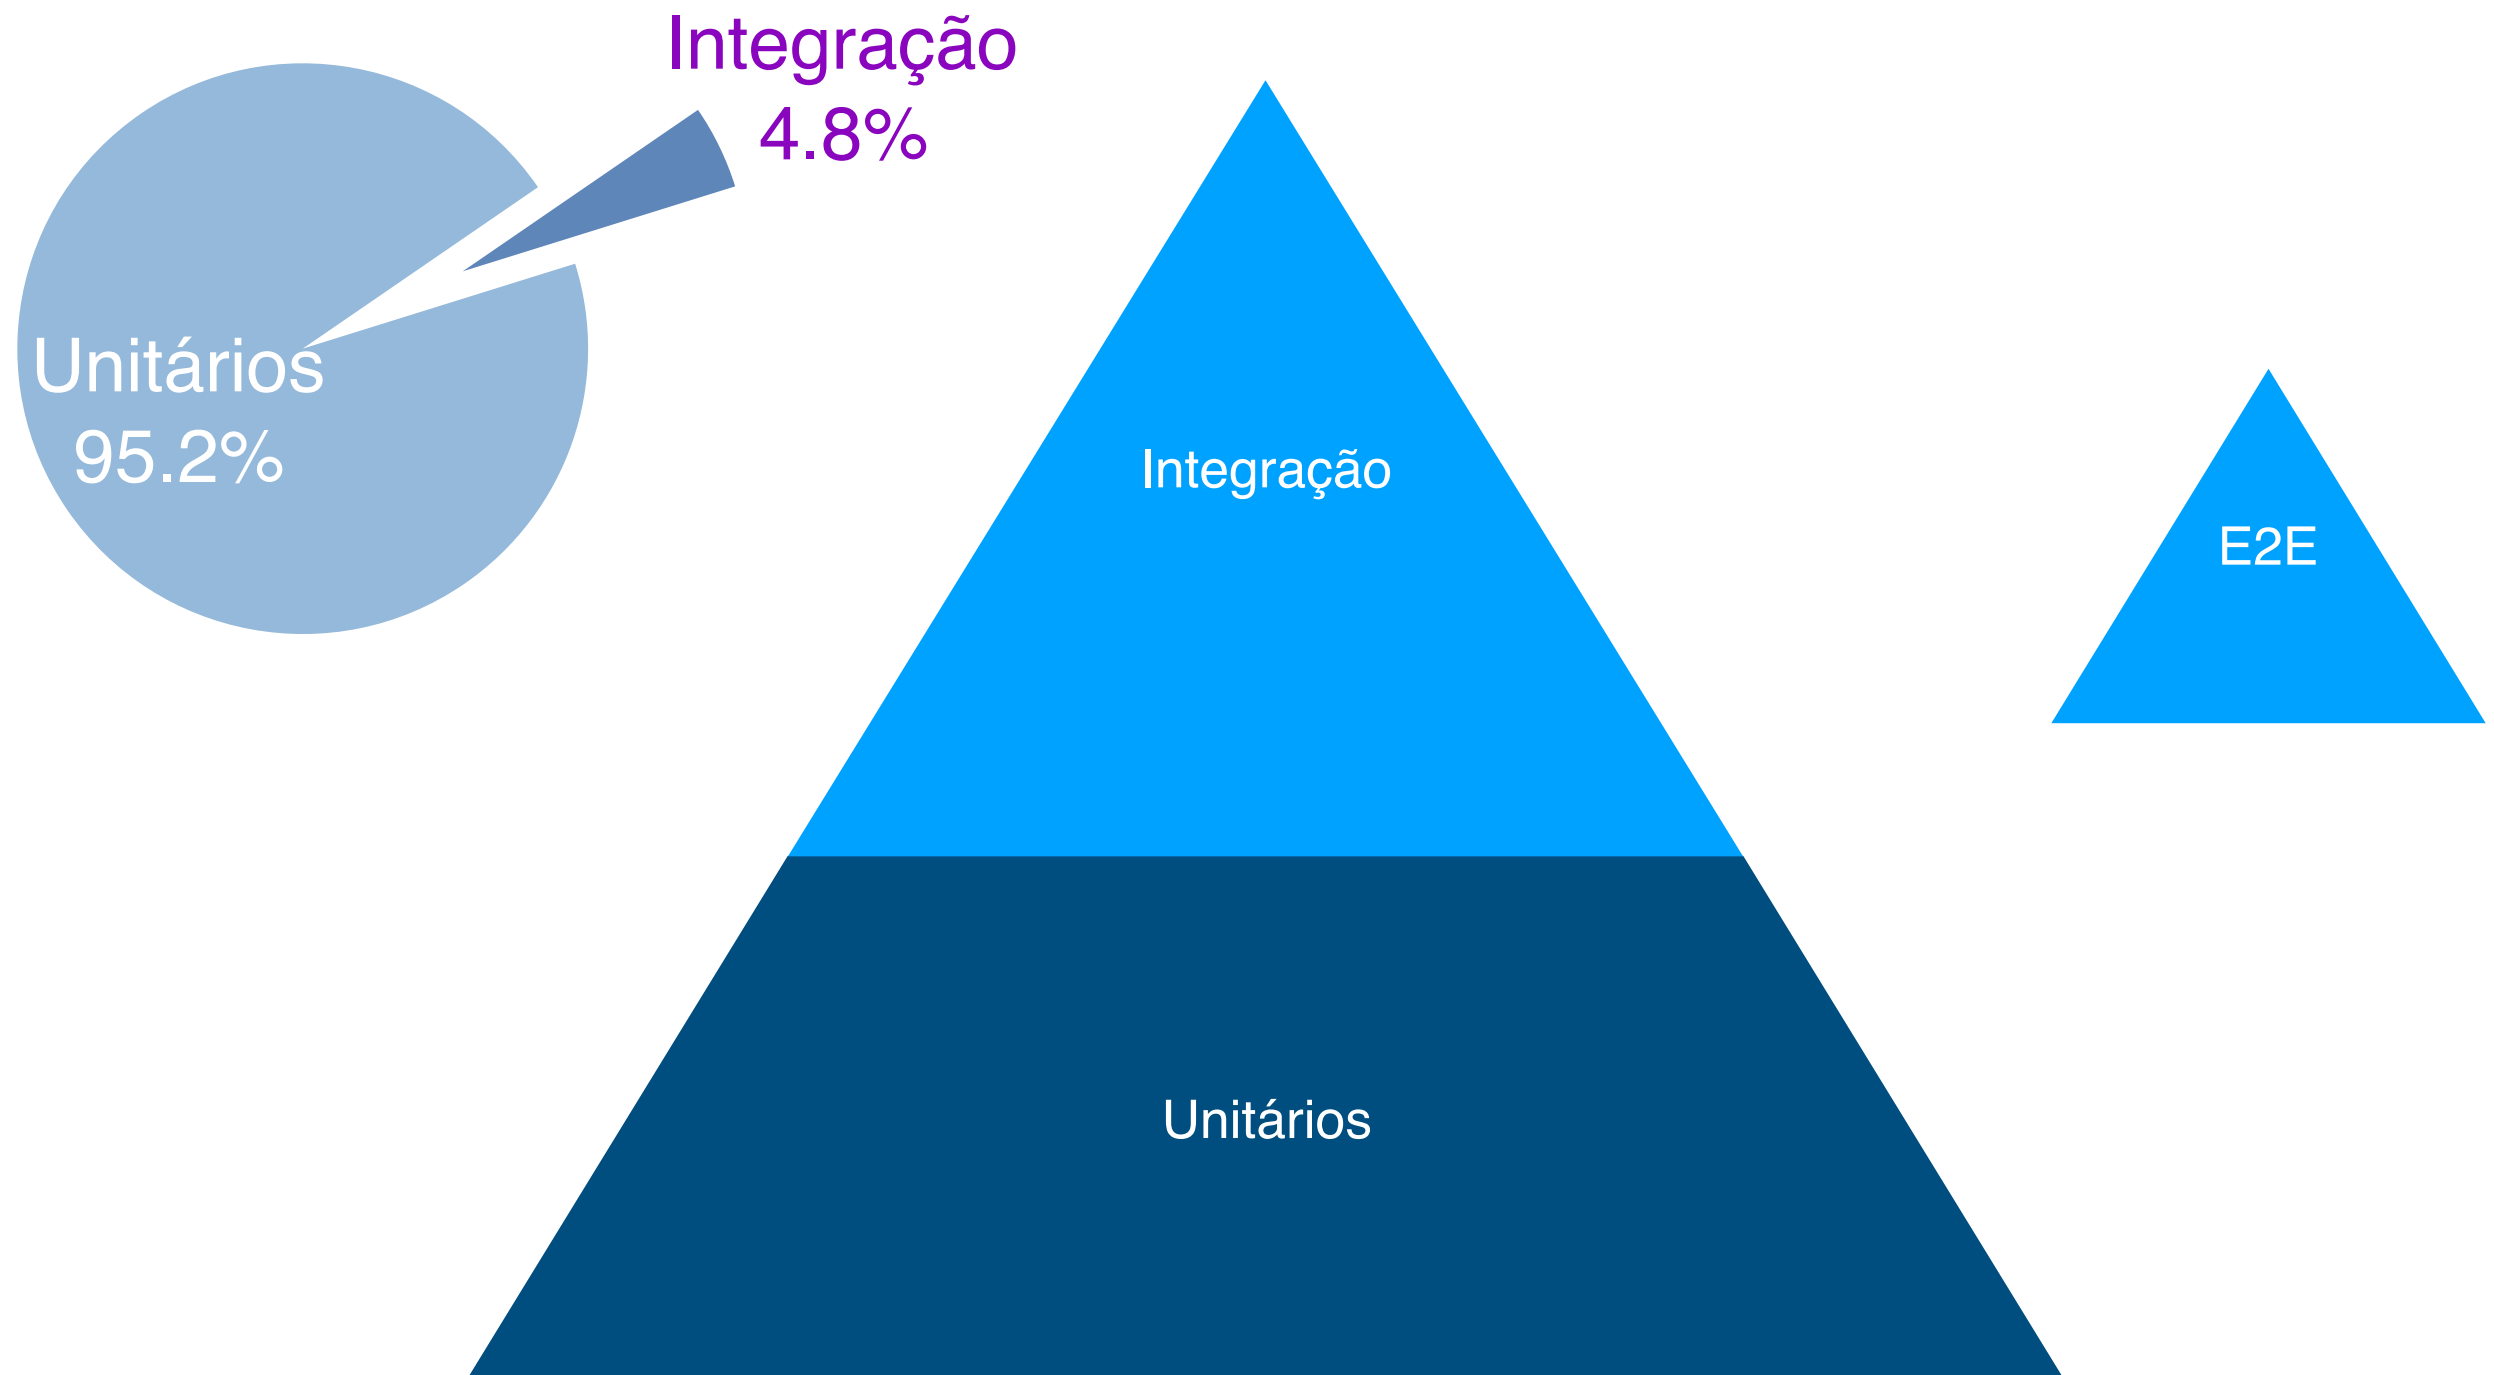 Integração
4.8%
Unitários
95.2%
Integração
E2E
Unitários